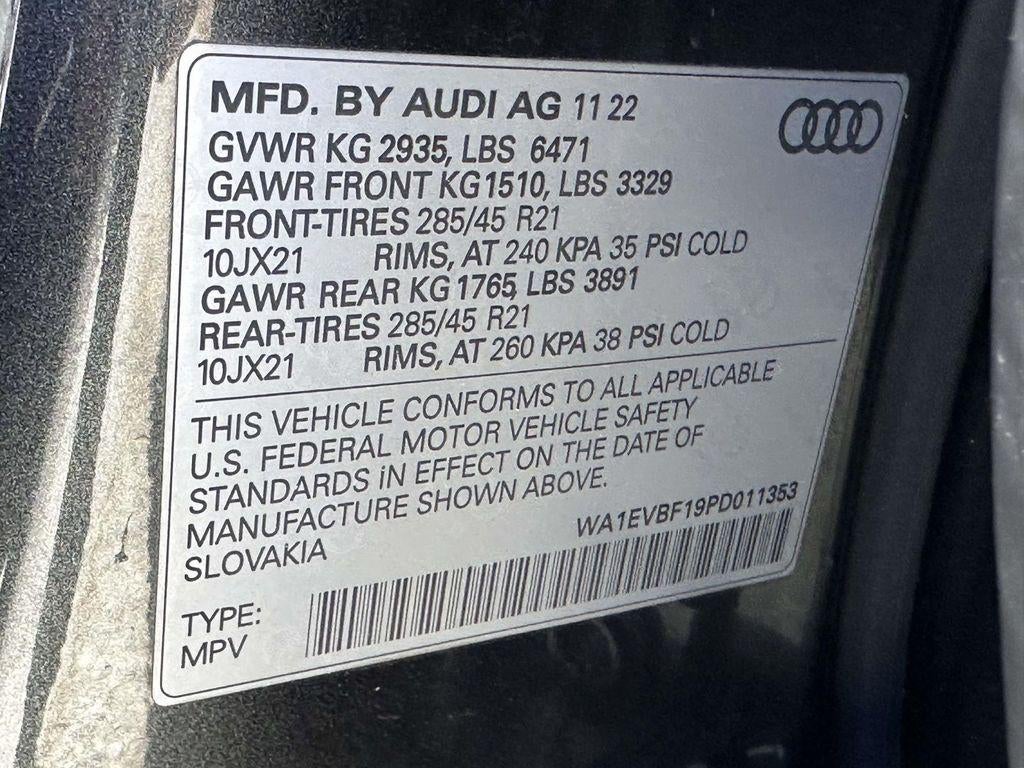 MFD. BY AUDI AG 11 22
GVWR KG 2935, LBS 6471
GAWR FRONT KG 1510, LBS 3329
FRONT-TIRES 285/45 R21
10JX21 RIMS, AT 240 KPA 35 PSI COLD
GAWR REAR KG 1765, LBS 3891
REAR-TIRES 285/45 R21
10JX21 RIMS, AT 260 KPA 38 PSI COLD
THIS VEHICLE CONFORMS TO ALL APPLICABLE
U.S. FEDERAL MOTOR VEHICLE SAFETY
STANDARDS iN EFFECT ON THE DATE OF
MANUFACTURE SHOWN ABOVE.
SLOVAKIA
WA1EVBF19PD011353
TYPE:
MPV